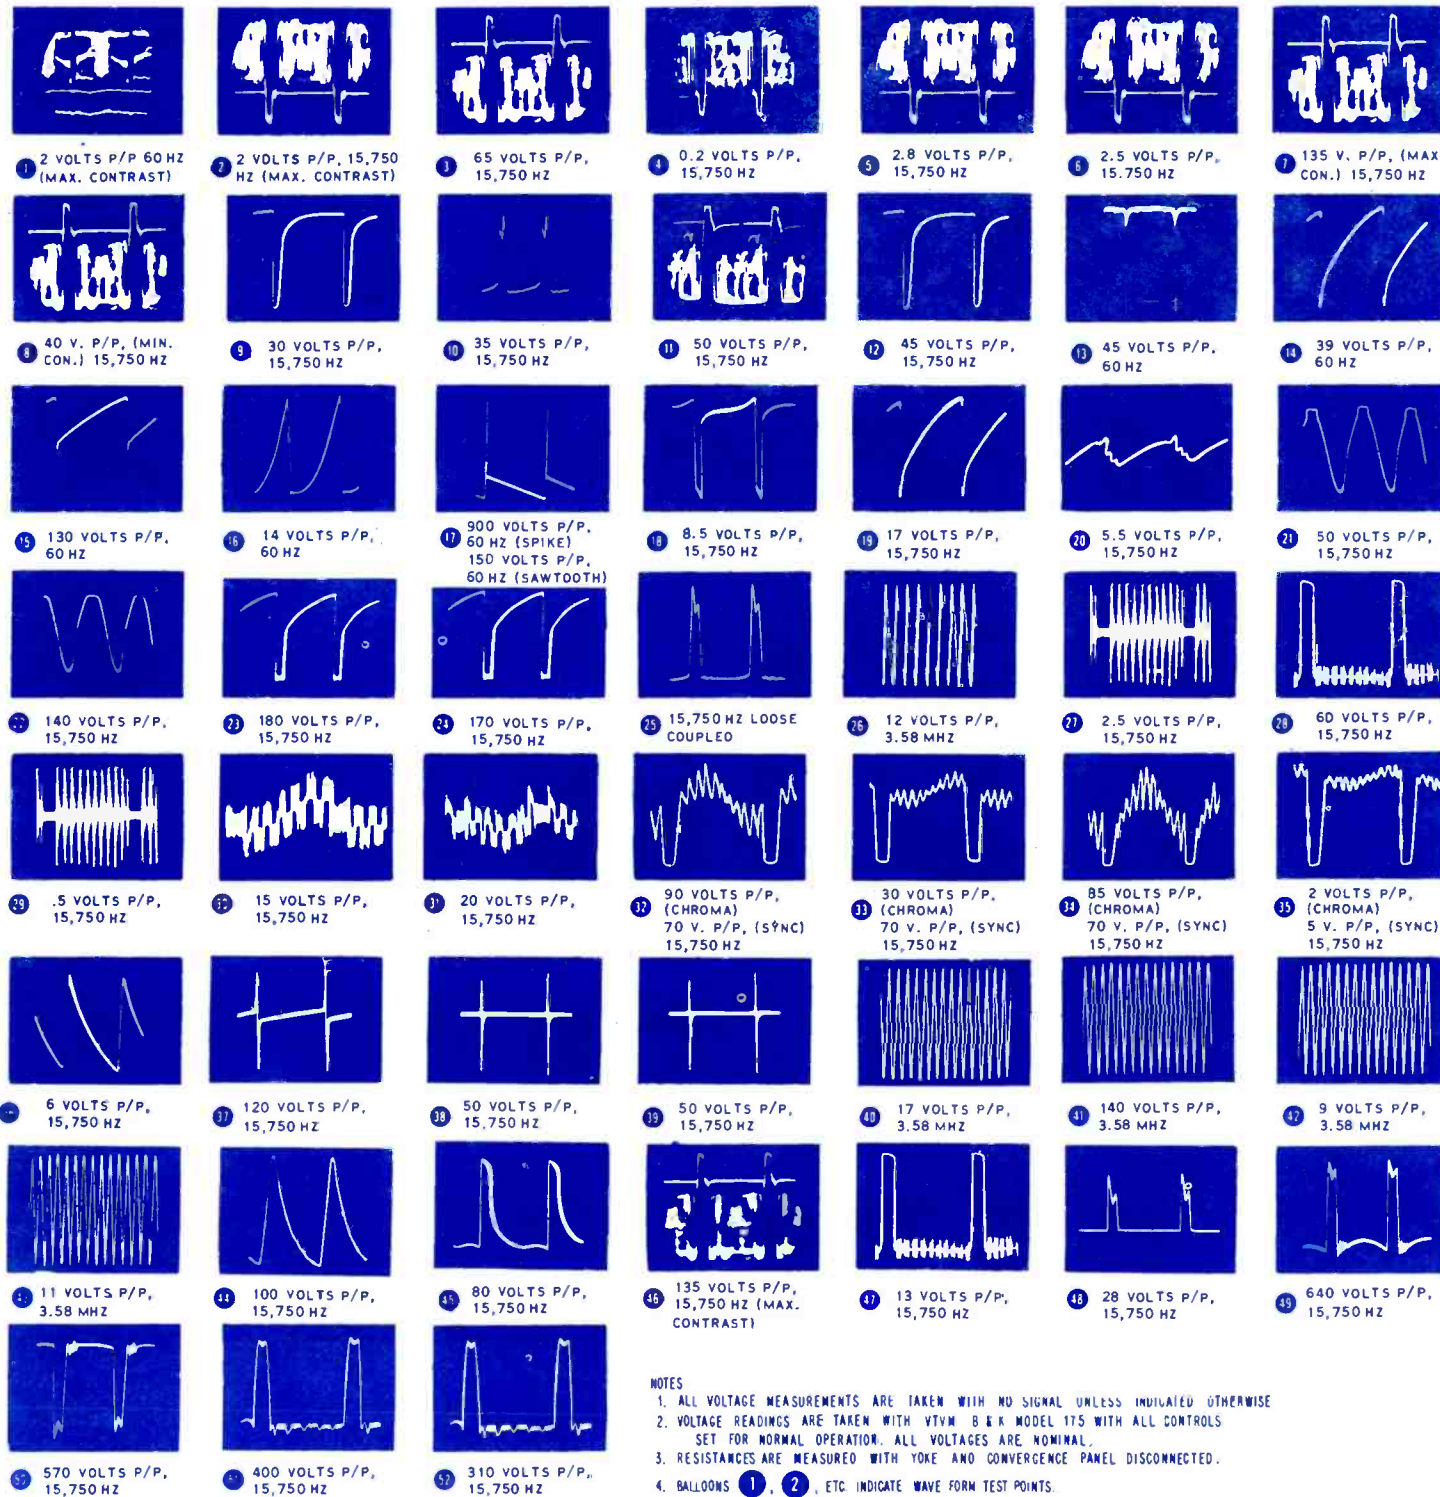 1 2 VOLTS P/P 60 HZ
(MAX. CONTRAST)
2 2 VOLTS P/P, 15,750
HZ (MAX. CONTRAST)
3 65 VOLTS P/P,
15,750 HZ
4 0.2 VOLTS P/P,
15,750 HZ
5 2.8 VOLTS P/P,
15,750 HZ
6 2.5 VOLTS P/P,
15.750 HZ
7 135 V. P/P, (MAX
CON.) 15,750 HZ
8 40 V. P/P, (MIN.
CON.) 15,750 HZ
9 30 VOLTS P/P,
15,750 HZ
10 35 VOLTS P/P,
15,750 HZ
11 50 VOLTS P/P,
15,750 HZ
12 45 VOLTS P/P,
15,750 HZ
13 45 VOLTS P/P,
60 HZ
14 39 VOLTS P/P,
60 HZ
15 130 VOLTS P/P,
60 HZ
16 14 VOLTS P/P,
60 HZ
17 900 VOLTS P/P,
60 HZ (SPIKE)
150 VOLTS P/P,
60 HZ (SAWTOOTH)
18 8.5 VOLTS P/P,
15,750 HZ
19 17 VOLTS P/P,
15,750 HZ
20 5.5 VOLTS P/P,
15,750 HZ
21 50 VOLTS P/P,
15,750 HZ
22 140 VOLTS P/P,
15,750 HZ
23 180 VOLTS P/P,
15,750 HZ
24 170 VOLTS P/P,
15,750 HZ
25 15,750 HZ LOOSE
COUPLED
26 12 VOLTS P/P,
3.58 MHZ
27 2.5 VOLTS P/P,
15,750 HZ
28 60 VOLTS P/P,
15,750 HZ
29 .5 VOLTS P/P,
15,750 HZ
30 15 VOLTS P/P,
15,750 HZ
31 20 VOLTS P/P,
15,750 HZ
32 90 VOLTS P/P,
(CHROMA)
70 V. P/P, (SYNC)
15,750 HZ
33 30 VOLTS P/P,
(CHROMA)
70 V. P/P, (SYNC)
15,750 HZ
34 85 VOLTS P/P,
(CHROMA)
70 V. P/P, (SYNC)
15,750 HZ
35 2 VOLTS P/P,
(CHROMA)
5 V. P/P, (SYNC)
15,750 HZ
6 VOLTS P/P,
15,750 HZ
37 120 VOLTS P/P,
15,750 HZ
38 50 VOLTS P/P,
15,750 HZ
39 50 VOLTS P/P,
15,750 HZ
40 17 VOLTS P/P,
3.58 MHZ
41 140 VOLTS P/P,
3.58 MHZ
42 9 VOLTS P/P,
3.58 MHZ
43 11 VOLTS P/P,
3.58 MHZ
44 100 VOLTS P/P,
15,750 HZ
45 80 VOLTS P/P,
15,750 HZ
46 135 VOLTS P/P,
15,750 HZ (MAX.
CONTRAST)
47 13 VOLTS P/P,
15,750 HZ
48 28 VOLTS P/P,
15,750 HZ
49 640 VOLTS P/P,
15,750 HZ
50 570 VOLTS P/P,
15,750 HZ
51 400 VOLTS P/P,
15,750 HZ
52 310 VOLTS P/P,
15,750 HZ
NOTES
1. ALL VOLTAGE MEASUREMENTS ARE TAKEN WITH NO SIGNAL UNLESS INDICATED OTHERWISE
2. VOLTAGE READINGS ARE TAKEN WITH VTVM B & K MODEL 175 WITH ALL CONTROLS
SET FOR NORMAL OPERATION. ALL VOLTAGES ARE NOMINAL.
3. RESISTANCES ARE MEASURED WITH YOKE AND CONVERGENCE PANEL DISCONNECTED.
4. BALLOONS 1, 2, ETC. INDICATE WAVE FORM TEST POINTS.